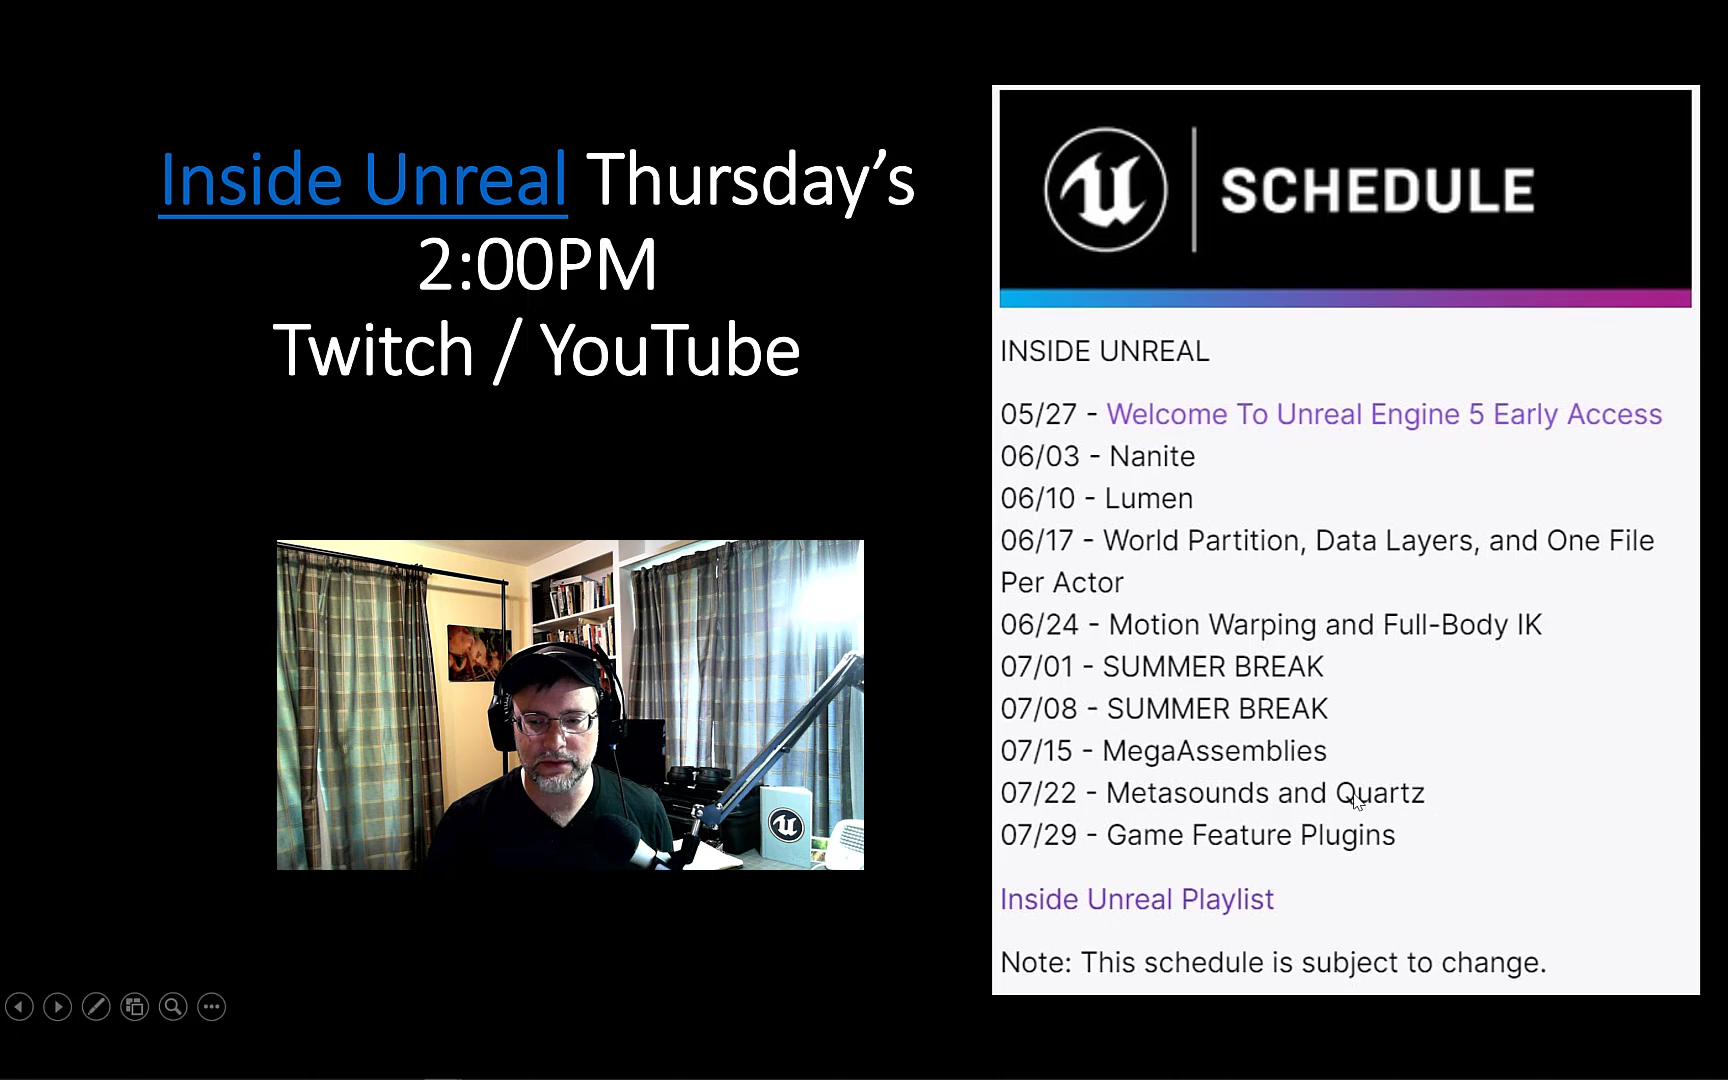 Inside Unreal Thursday’s
2:00PM
Twitch / YouTube
SCHEDULE
INSIDE UNREAL
05/27 - Welcome To Unreal Engine 5 Early Access
06/03 - Nanite
06/10 - Lumen
06/17 - World Partition, Data Layers, and One File
Per Actor
06/24 - Motion Warping and Full-Body IK
07/01 - SUMMER BREAK
07/08 - SUMMER BREAK
07/15 - MegaAssemblies
07/22 - Metasounds and Quartz
07/29 - Game Feature Plugins
Inside Unreal Playlist
Note: This schedule is subject to change.